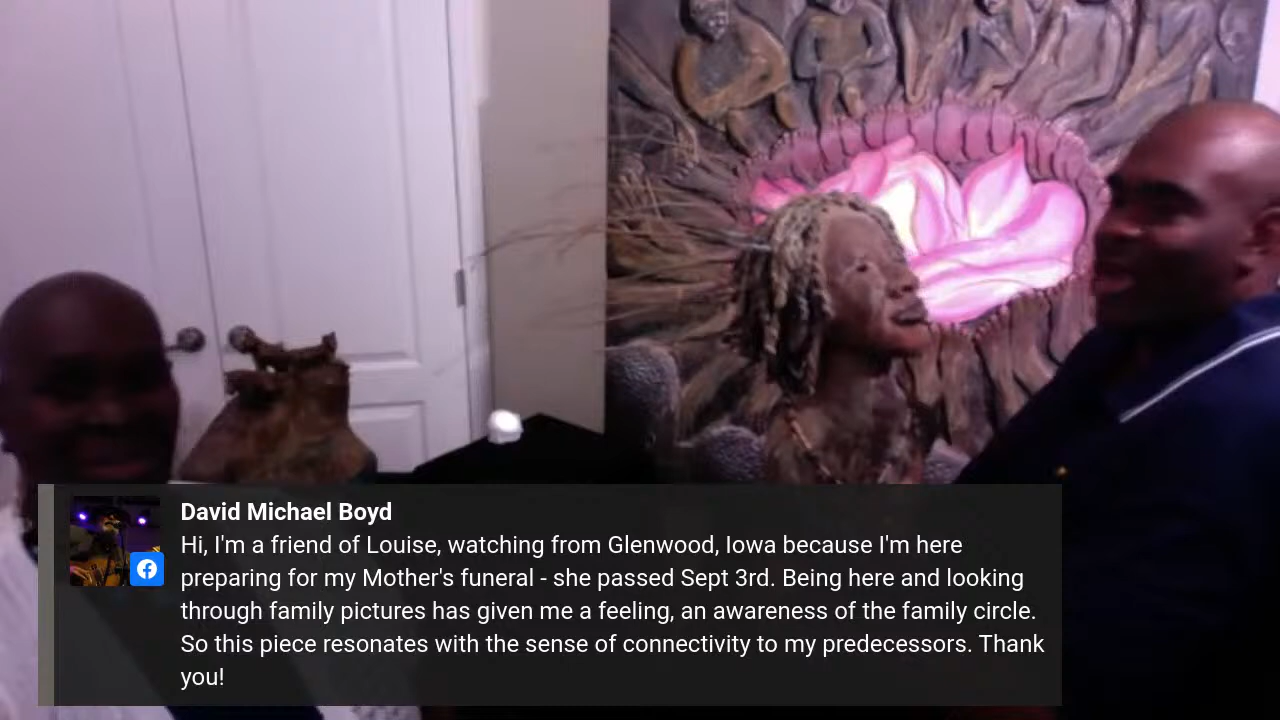 David Michael Boyd
Hi, I'm a friend of Louise, watching from Glenwood, Iowa because I'm here
preparing for my Mother's funeral - she passed Sept 3rd. Being here and looking
through family pictures has given me a feeling, an awareness of the family circle.
So this piece resonates with the sense of connectivity to my predecessors. Thank
you!